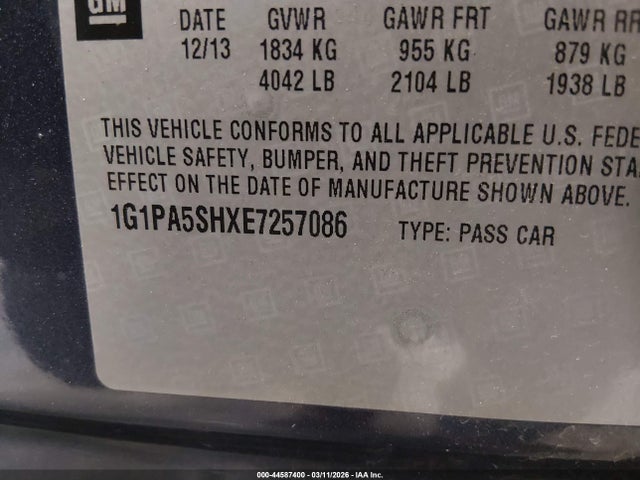 GM
DATE GVWR GAWR FRT GAWR RR
12/13 1834 KG 955 KG 879 KG
4042 LB 2104 LB 1938 LB
THIS VEHICLE CONFORMS TO ALL APPLICABLE U.S. FEDE
VEHICLE SAFETY, BUMPER, AND THEFT PREVENTION STA
EFFECT ON THE DATE OF MANUFACTURE SHOWN ABOVE.
1G1PA5SHXE7257086 TYPE: PASS CAR
000-44587400 - 03/11/2026 - IAA Inc.